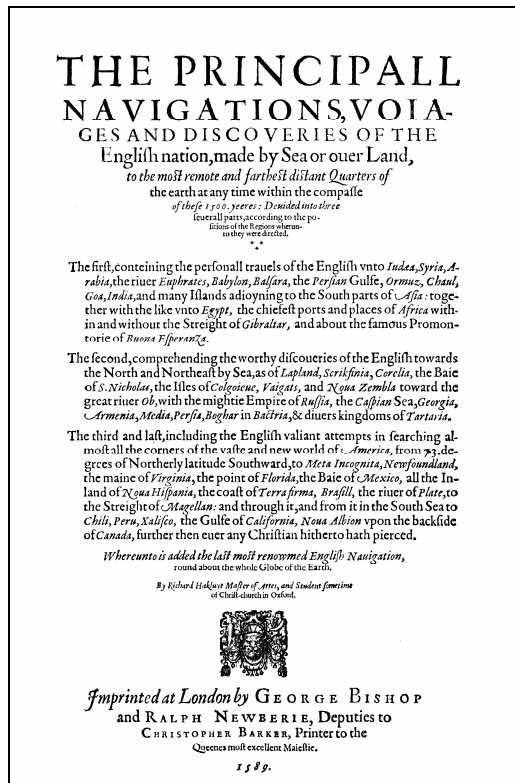 THE PRINCIPALL
NAVIGATIONS, VOIA-
GES AND DISCOVERIES OF THE
Engliſh nation, made by Sea or ouer Land,
to the moſt remote and fartheſt diſtant Quarters of
the earth at any time within the compaſſe
of theſe 1500. yeeres: Deuided into three
ſeuerall parts, according to the po-
ſitions of the Regions wherun-
to they were directed.
The firſt, conteining the perſonall trauels of the Engliſh vnto Iudæa, Syria, A-
rabia, the riuer Euphrates, Babylon, Balſara, the Perſian Gulfe, Ormuz, Chaul,
Goa, India, and many Iſlands adioyning to the South parts of Aſia: toge-
ther with the like vnto Egypt, the chiefeſt ports and places of Africa with-
in and without the Streight of Gibraltar, and about the famous Promon-
torie of Buona Eſperanza.
The ſecond, comprehending the worthy diſcoueries of the Engliſh towards
the North and Northeaſt by Sea, as of Lapland, Scrikfinia, Corelia, the Baie
of S. Nicholas, the Iſles of Colgoieue, Vaigats, and Noua Zembla toward the
great riuer Ob, with the mightie Empire of Ruſſia, the Caſpian Sea, Georgia,
Armenia, Media, Perſia, Boghar in Bactria, & diuers kingdoms of Tartaria.
The third and laſt, including the Engliſh valiant attempts in ſearching al-
moſt all the corners of the vaſte and new world of America, from 73. de-
grees of Northerly latitude Southward, to Meta Incognita, Newfoundland,
the maine of Virginia, the point of Florida, the Baie of Mexico, all the In-
land of Noua Hiſpania, the coaſt of Terra firma, Braſill, the riuer of Plate, to
the Streight of Magellan: and through it, and from it in the South Sea to
Chili, Peru, Xaliſco, the Gulfe of California, Noua Albion vpon the backſide
of Canada, further then euer any Chriſtian hitherto hath pierced.
Whereunto is added the laſt moſt renowmed Engliſh Nauigation,
round about the whole Globe of the Earth.
By Richard Hakluyt Maſter of Artes, and Student ſometime
of Chriſt-church in Oxford.
Imprinted at London by GEORGE BISHOP
and RALPH NEWBERIE, Deputies to
CHRISTOPHER BARKER, Printer to the
Queenes moſt excellent Maieſtie.
1589.